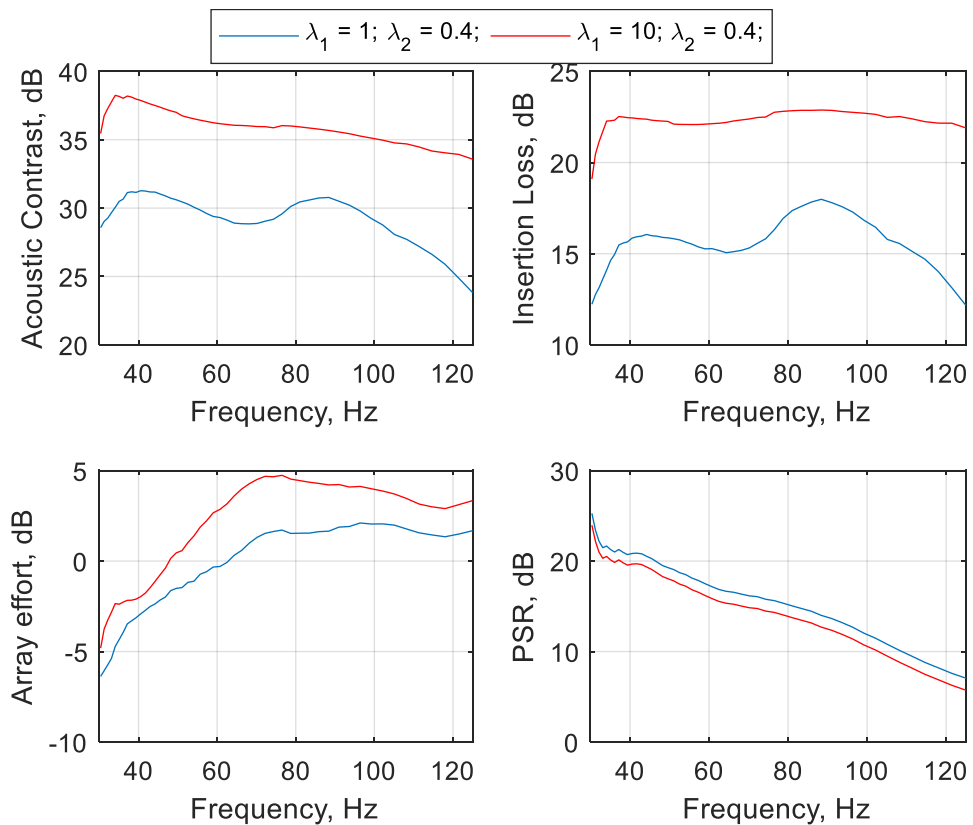 λ₁ = 1; λ₂ = 0.4; λ₁ = 10; λ₂ = 0.4;
40
35
30
25
20
Acoustic Contrast, dB
40 60 80 100 120
Frequency, Hz
25
20
15
10
Insertion Loss, dB
40 60 80 100 120
Frequency, Hz
5
0
-5
-10
Array effort, dB
40 60 80 100 120
Frequency, Hz
30
20
10
0
PSR, dB
40 60 80 100 120
Frequency, Hz